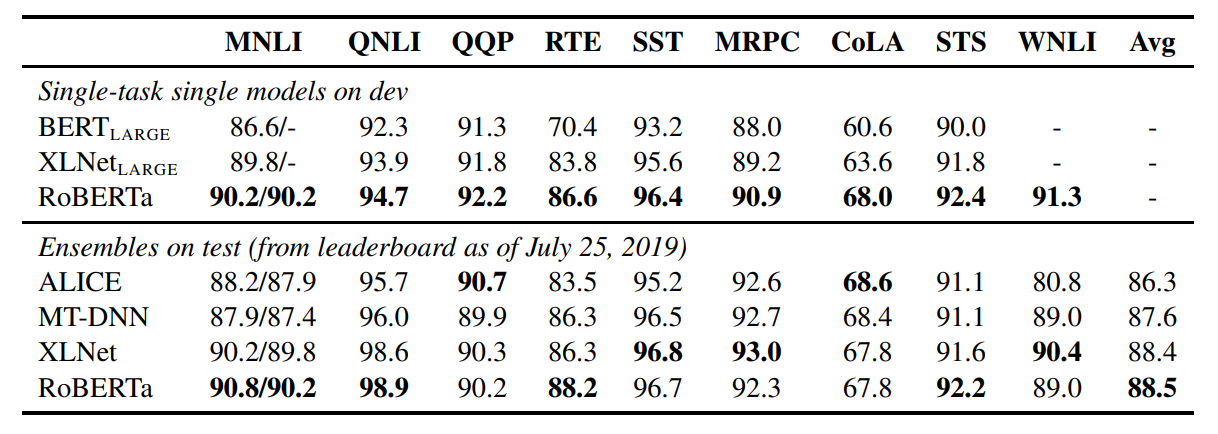 MNLI QNLI QQP RTE SST MRPC CoLA STS WNLI Avg
Single-task single models on dev
BERTLARGE 86.6/- 92.3 91.3 70.4 93.2 88.0 60.6 90.0 - -
XLNetLARGE 89.8/- 93.9 91.8 83.8 95.6 89.2 63.6 91.8 - -
RoBERTa 90.2/90.2 94.7 92.2 86.6 96.4 90.9 68.0 92.4 91.3 -
Ensembles on test (from leaderboard as of July 25, 2019)
ALICE 88.2/87.9 95.7 90.7 83.5 95.2 92.6 68.6 91.1 80.8 86.3
MT-DNN 87.9/87.4 96.0 89.9 86.3 96.5 92.7 68.4 91.1 89.0 87.6
XLNet 90.2/89.8 98.6 90.3 86.3 96.8 93.0 67.8 91.6 90.4 88.4
RoBERTa 90.8/90.2 98.9 90.2 88.2 96.7 92.3 67.8 92.2 89.0 88.5